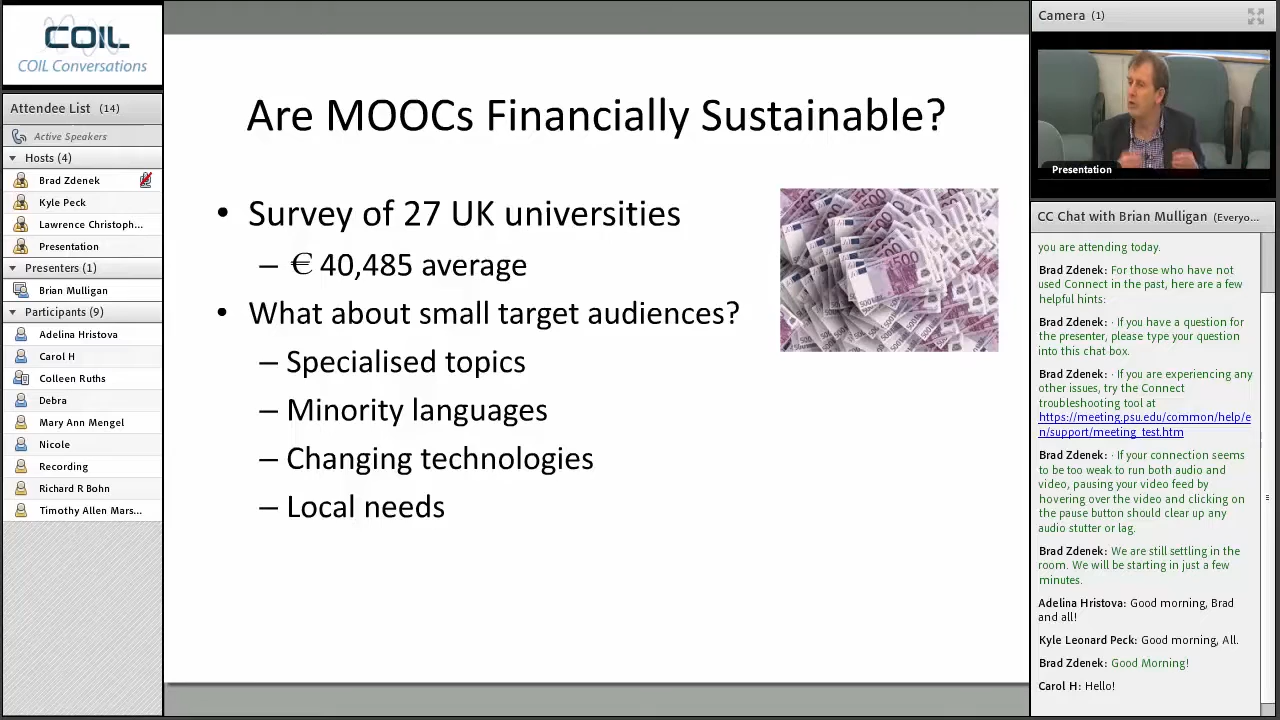 COIL
COIL Conversations
Attendee List (14)
Active Speakers
Hosts (4)
Brad Zdenek
Kyle Peck
Lawrence Christoph...
Presentation
Presenters (1)
Brian Mulligan
Participants (9)
Adelina Hristova
Carol H
Colleen Ruths
Debra
Mary Ann Mengel
Nicole
Recording
Richard R Bohn
Timothy Allen Mars...
Are MOOCs Financially Sustainable?
• Survey of 27 UK universities
– € 40,485 average
• What about small target audiences?
– Specialised topics
– Minority languages
– Changing technologies
– Local needs
500
Camera (1)
Presentation
CC Chat with Brian Mulligan (Everyo...
you are attending today.
Brad Zdenek: For those who have not
used Connect in the past, here are a few
helpful hints:
Brad Zdenek: · If you have a question for
the presenter, please type your question
into this chat box.
Brad Zdenek: · If you are experiencing any
other issues, try the Connect
troubleshooting tool at
https://meeting.psu.edu/common/help/e
n/support/meeting_test.htm
Brad Zdenek: · If your connection seems
to be too weak to run both audio and
video, pausing your video feed by
hovering over the video and clicking on
the pause button should clear up any
audio stutter or lag.
Brad Zdenek: We are still settling in the
room. We will be starting in just a few
minutes.
Adelina Hristova: Good morning, Brad
and all!
Kyle Leonard Peck: Good morning, All.
Brad Zdenek: Good Morning!
Carol H: Hello!